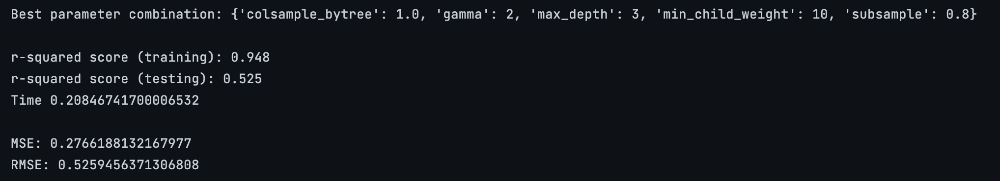 Best parameter combination: {'colsample_bytree': 1.0, 'gamma': 2, 'max_depth': 3, 'min_child_weight': 10, 'subsample': 0.8}
r-squared score (training): 0.948
r-squared score (testing): 0.525
Time 0.20846741700006532
MSE: 0.2766188132167977
RMSE: 0.5259456371306808